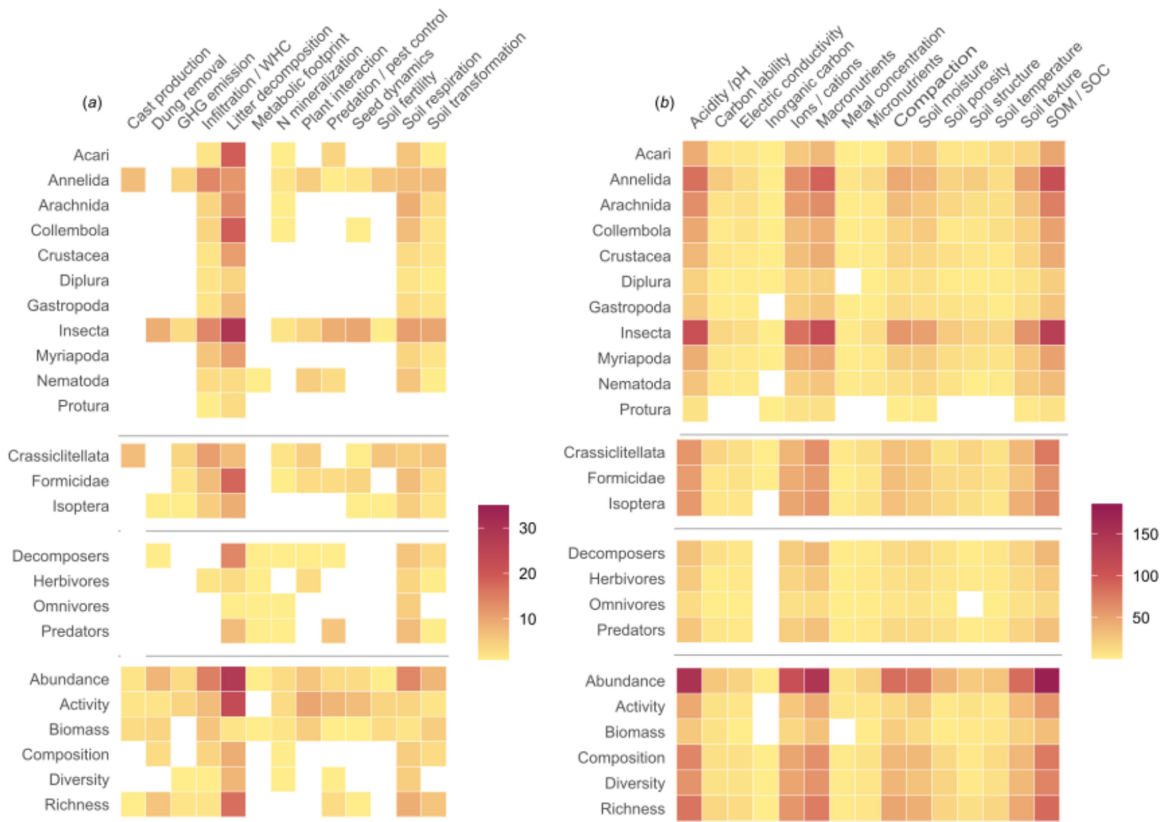 (a)
Cast production
Dung removal
GHG emission
Infiltration / WHC
Litter decomposition
Metabolic footprint
N mineralization
Plant interaction
Predation / pest control
Seed dynamics
Soil fertility
Soil respiration
Soil transformation
Acari
Annelida
Arachnida
Collembola
Crustacea
Diplura
Gastropoda
Insecta
Myriapoda
Nematoda
Protura
Crassiclitellata
Formicidae
Isoptera
Decomposers
Herbivores
Omnivores
Predators
Abundance
Activity
Biomass
Composition
Diversity
Richness
30
20
10
(b)
Acidity /pH
Carbon lability
Electric conductivity
Inorganic carbon
Ions / cations
Macronutrients
Metal concentration
Micronutrients
Compaction
Soil moisture
Soil porosity
Soil structure
Soil temperature
Soil texture
SOM / SOC
Acari
Annelida
Arachnida
Collembola
Crustacea
Diplura
Gastropoda
Insecta
Myriapoda
Nematoda
Protura
Crassiclitellata
Formicidae
Isoptera
Decomposers
Herbivores
Omnivores
Predators
Abundance
Activity
Biomass
Composition
Diversity
Richness
150
100
50